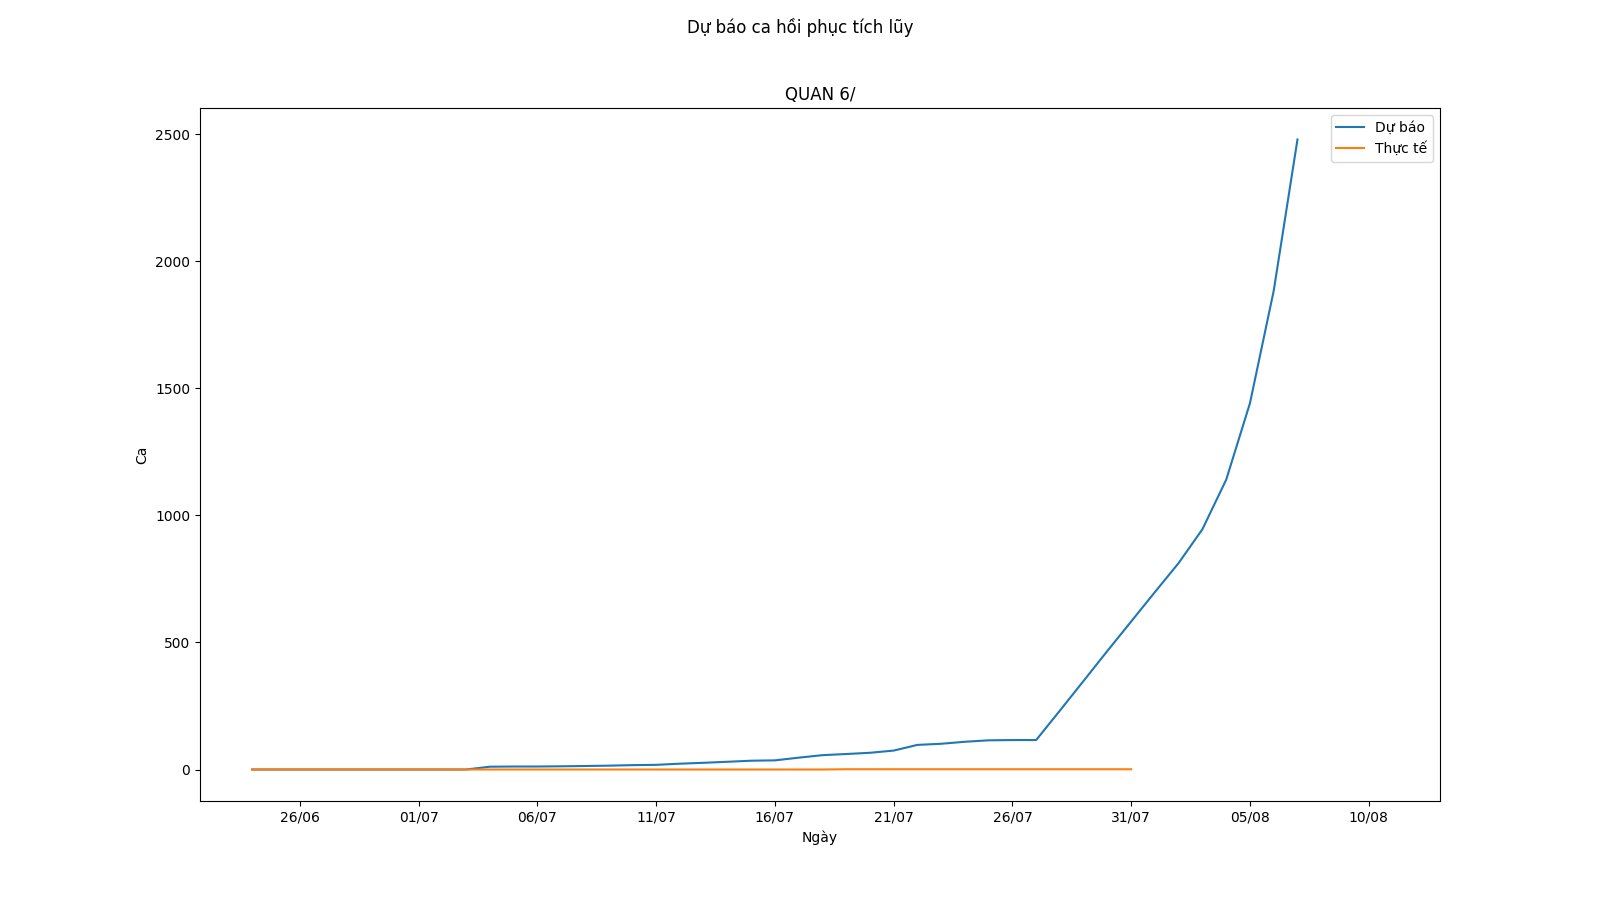 Dự báo ca hồi phục tích lũy
QUAN 6/
Dự báo
Thực tế
2500
2000
1500
1000
500
0
Ca
26/06
01/07
06/07
11/07
16/07
21/07
26/07
31/07
05/08
10/08
Ngày